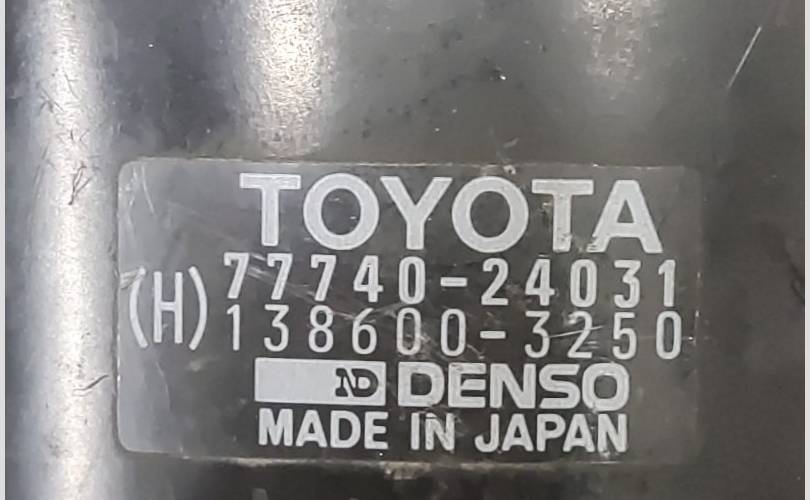 TOYOTA
(H) 77740-24031
138600-3250
ND DENSO
MADE IN JAPAN